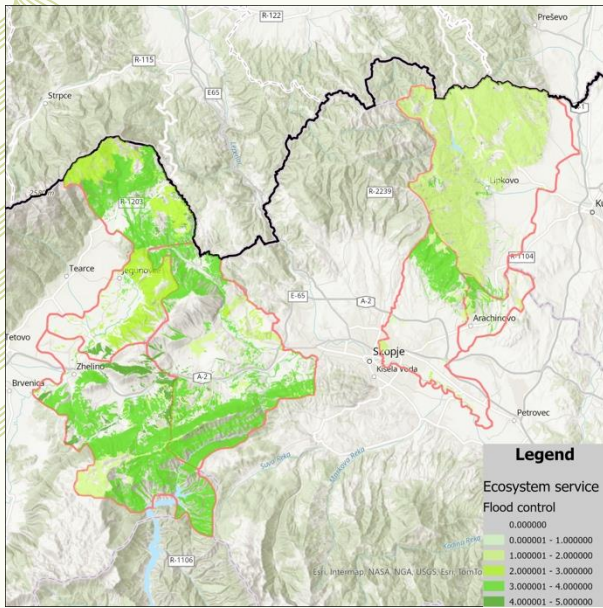 R-122
Preševo
R-115
Strpce
E65
R-2239
Lipkovo
R-1203
R-1104
Tearce
Jegunovce
E-65
A-2
Arachinovo
Tetovo
Skopje
Zhelino
A-2
Kisela Voda
Brvenica
Petrovec
Legend
Ecosystem service
Flood control
0.000000
0.000001 - 1.000000
1.000001 - 2.000000
2.000001 - 3.000000
3.000001 - 4.000000
4.000001 - 5.000000
R-1106
Esri, Intermap, NASA, NGA, USGS; Esri, TomTo